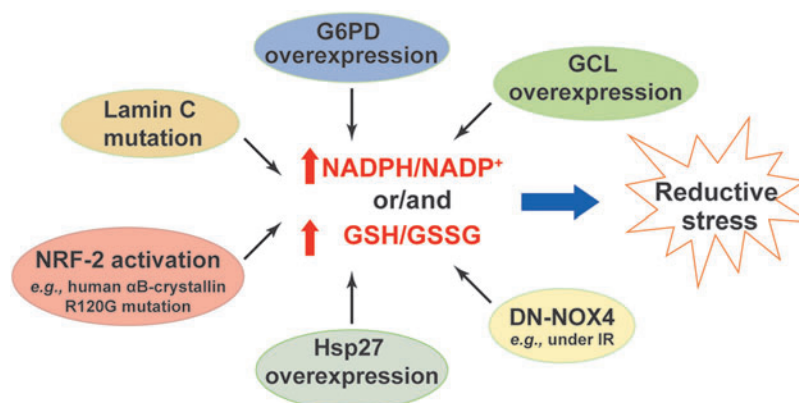 G6PD
overexpression
GCL
overexpression
Lamin C
mutation
NADPH/NADP⁺
or/and
GSH/GSSG
Reductive
stress
NRF-2 activation
e.g., human αB-crystallin
R120G mutation
DN-NOX4
e.g., under IR
Hsp27
overexpression